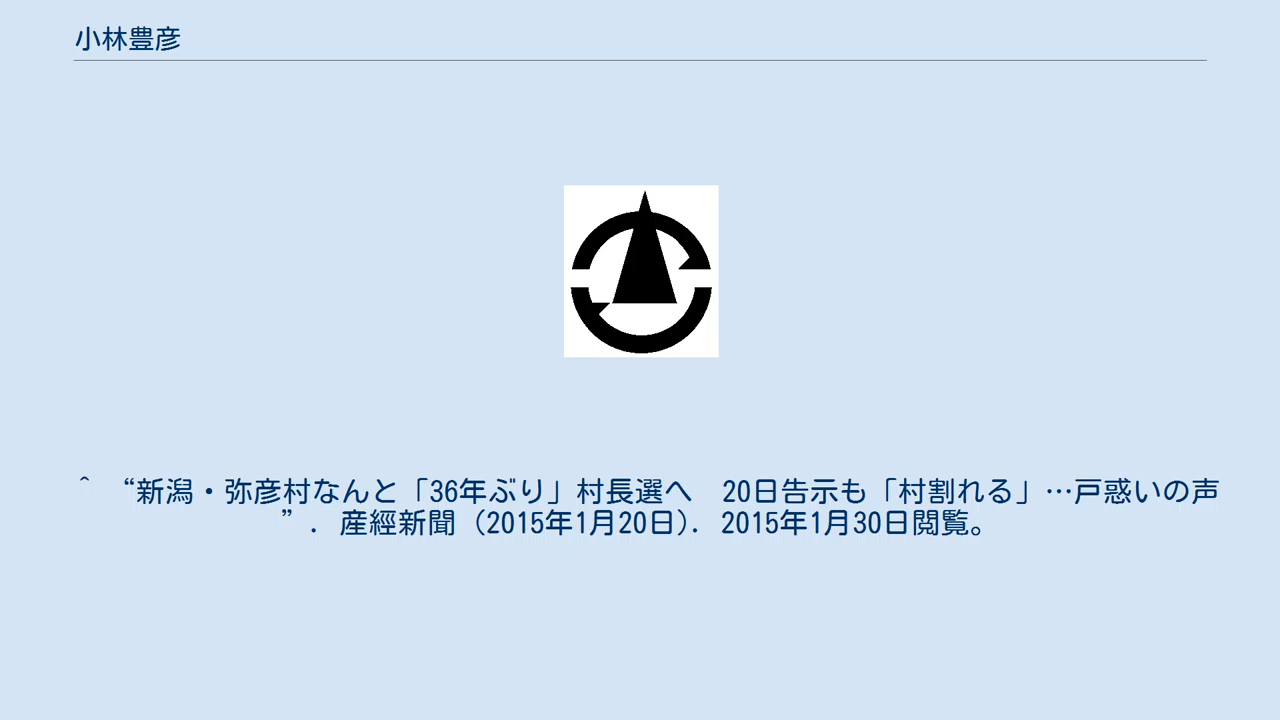 小林豊彦
^ “新潟・弥彦村なんと「36年ぶり」村長選へ　20日告示も「村割れる」…戸惑いの声
”. 産經新聞 (2015年1月20日). 2015年1月30日閲覧。